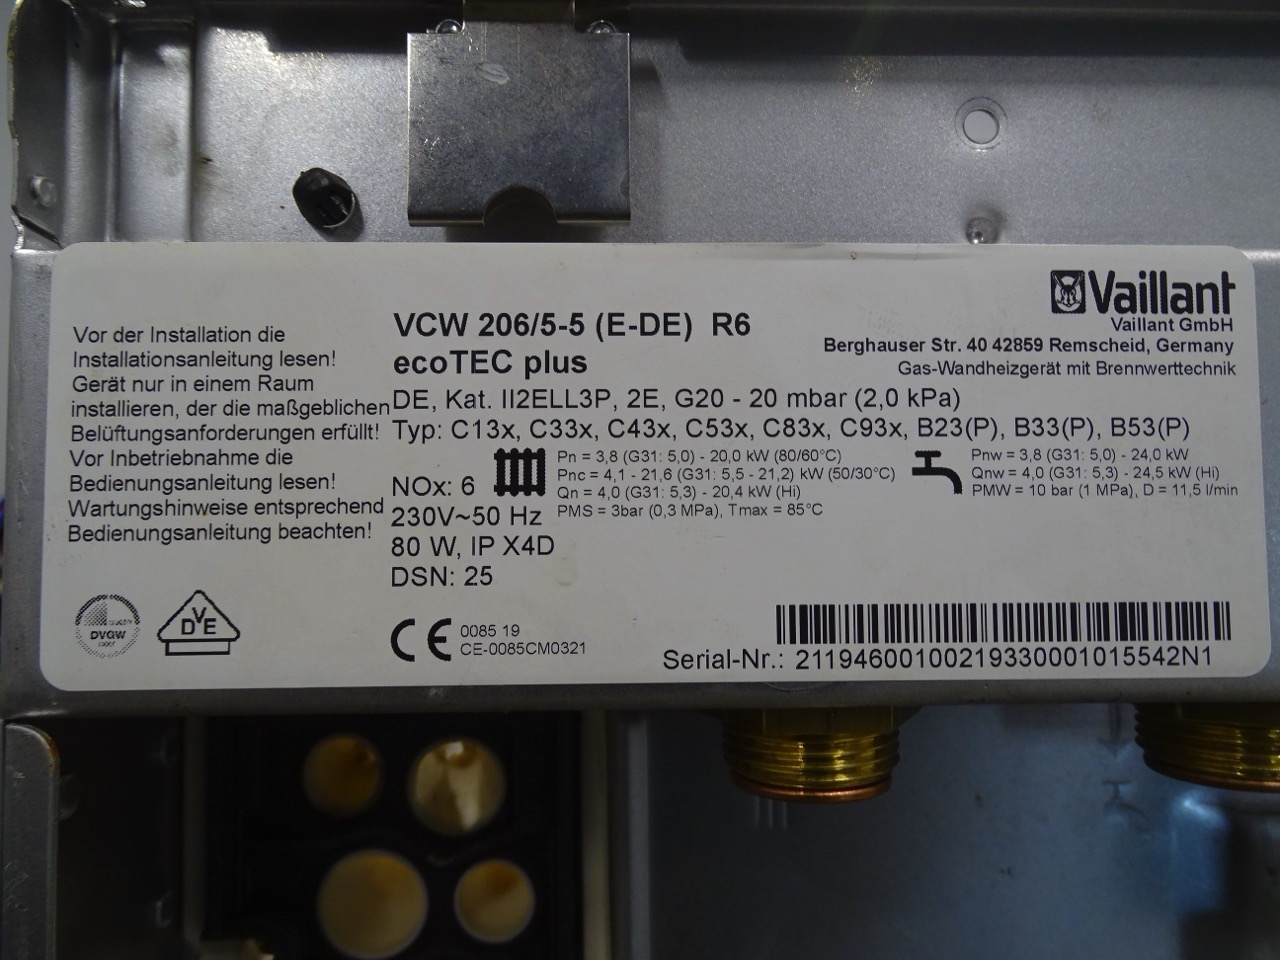 Vaillant
Vaillant GmbH
Berghauser Str. 40 42859 Remscheid, Germany
Gas-Wandheizgerät mit Brennwerttechnik
Vor der Installation die
Installationsanleitung lesen!
Gerät nur in einem Raum
installieren, der die maßgeblichen
Belüftungsanforderungen erfüllt!
Vor Inbetriebnahme die
Bedienungsanleitung lesen!
Wartungshinweise entsprechend
Bedienungsanleitung beachten!
VCW 206/5-5 (E-DE) R6
ecoTEC plus
DE, Kat. II2ELL3P, 2E, G20 - 20 mbar (2,0 kPa)
Typ: C13x, C33x, C43x, C53x, C83x, C93x, B23(P), B33(P), B53(P)
NOx: 6
230V~50 Hz
80 W, IP X4D
DSN: 25
Pn = 3,8 (G31: 5,0) - 20,0 kW (80/60°C)
Pnc = 4,1 - 21,6 (G31: 5,5 - 21,2) kW (50/30°C)
Qn = 4,0 (G31: 5,3) - 20,4 kW (Hi)
PMS = 3bar (0,3 MPa), Tmax = 85°C
Pnw = 3,8 (G31: 5,0) - 24,0 kW
Qnw = 4,0 (G31: 5,3) - 24,5 kW (Hi)
PMW = 10 bar (1 MPa), D = 11,5 l/min
DVGW
VDE
CE 0085 19
CE-0085CM0321
Serial-Nr.: 21194600100219330001015542N1